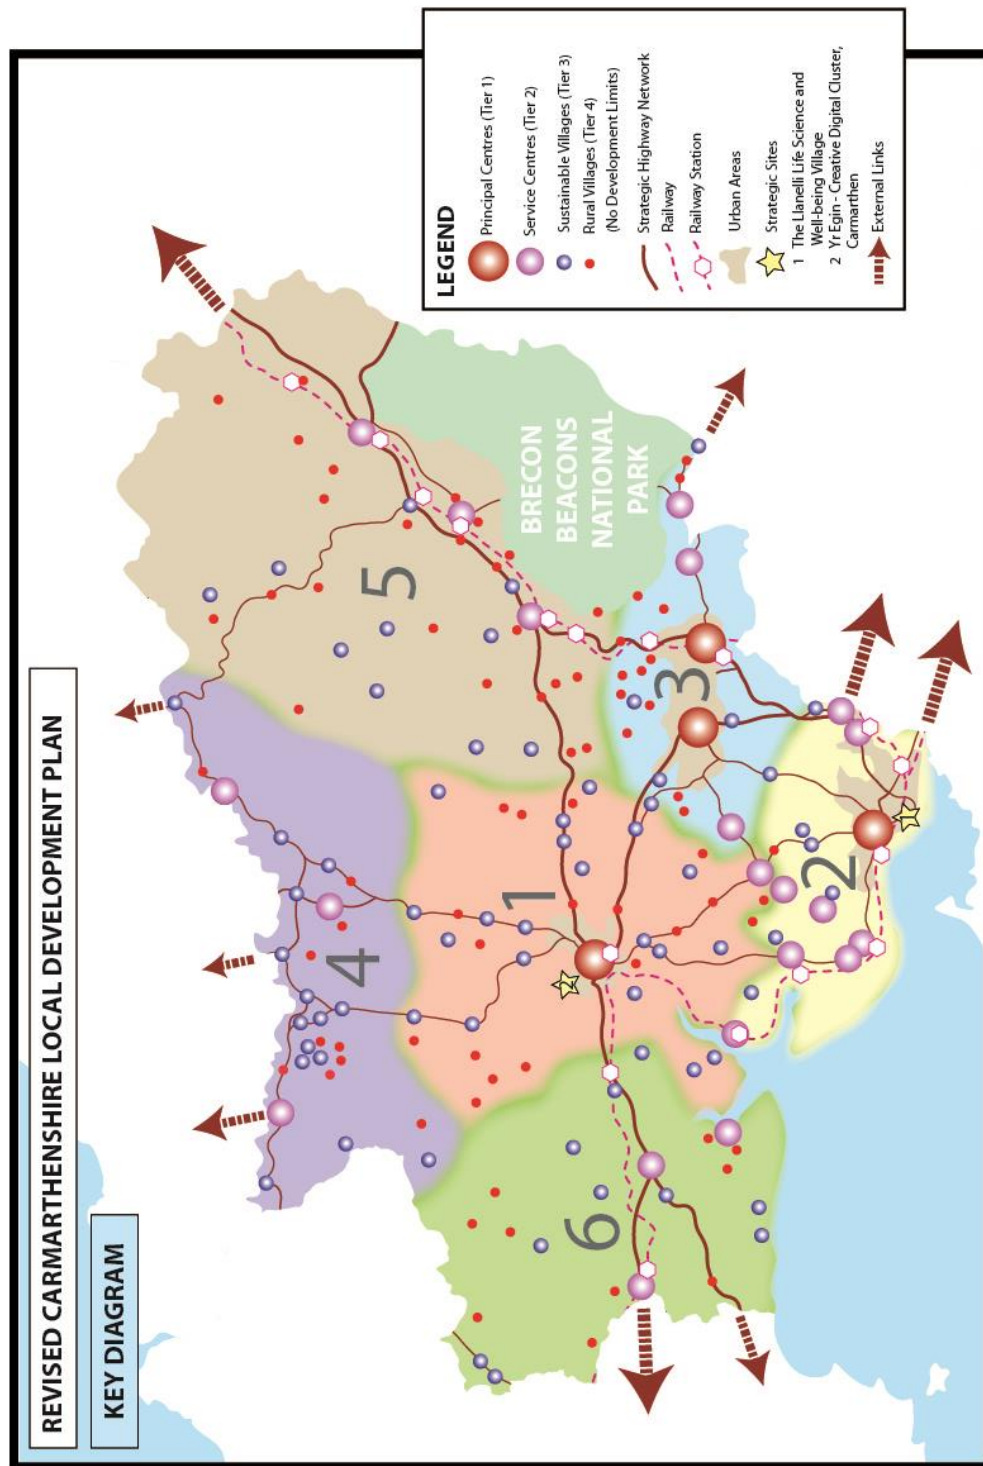 REVISED CARMARTHENSHIRE LOCAL DEVELOPMENT PLAN
KEY DIAGRAM
LEGEND
Principal Centres (Tier 1)
Service Centres (Tier 2)
Sustainable Villages (Tier 3)
Rural Villages (Tier 4)
(No Development Limits)
Strategic Highway Network
Railway
Railway Station
Urban Areas
Strategic Sites
1 The Llanelli Life Science and
Well-being Village
2 Yr Egin - Creative Digital Cluster,
Carmarthen
External Links
BRECON
BEACONS
NATIONAL
PARK
5
4
1
3
2
6
2
1